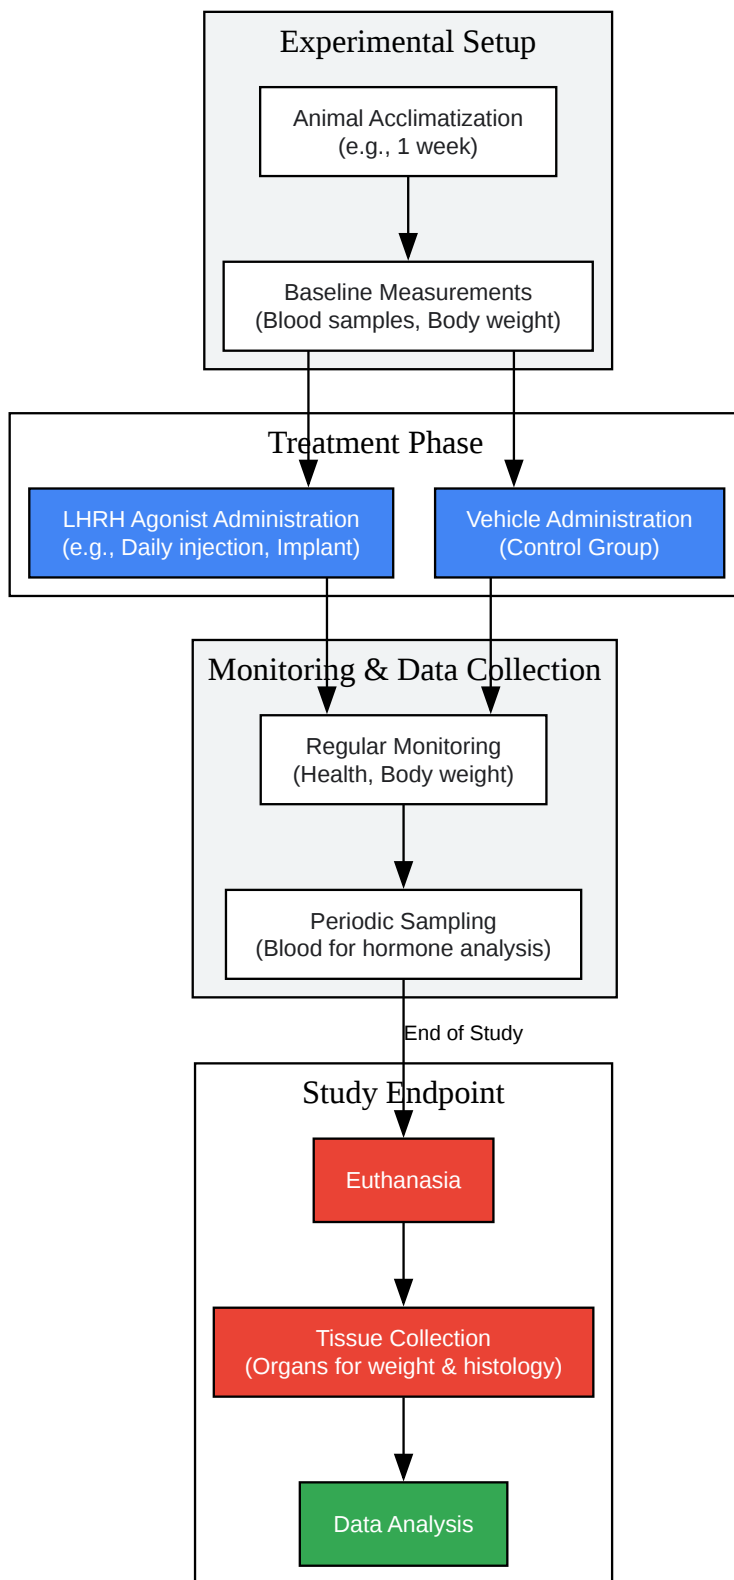 Experimental Setup
Animal Acclimatization
(e.g., 1 week)
Baseline Measurements
(Blood samples, Body weight)
Treatment Phase
LHRH Agonist Administration
(e.g., Daily injection, Implant)
Vehicle Administration
(Control Group)
Monitoring & Data Collection
Regular Monitoring
(Health, Body weight)
Periodic Sampling
(Blood for hormone analysis)
End of Study
Study Endpoint
Euthanasia
Tissue Collection
(Organs for weight & histology)
Data Analysis